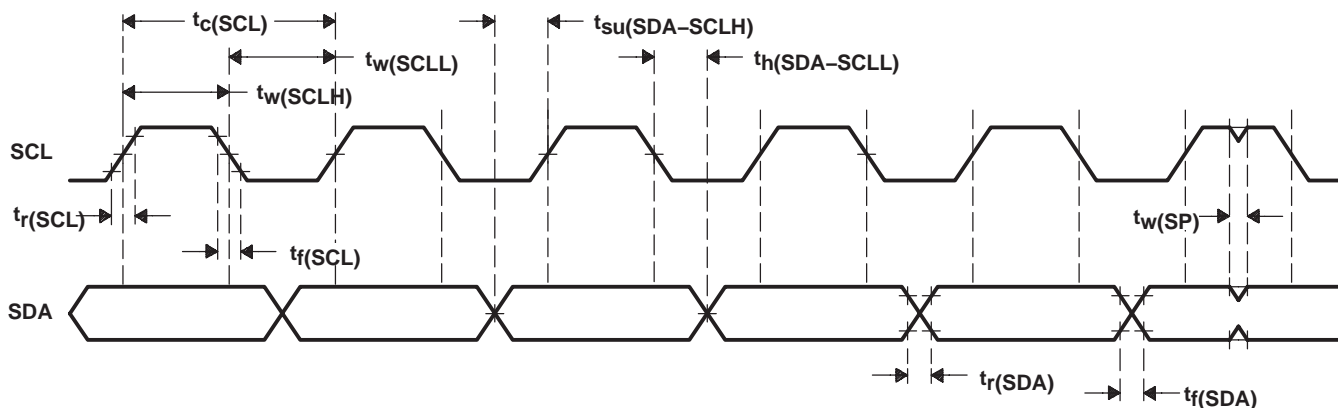 tc(SCL)
tsu(SDA–SCLH)
tw(SCLL)
th(SDA–SCLL)
tw(SCLH)
SCL
tr(SCL)
tw(SP)
tf(SCL)
SDA
tr(SDA)
tf(SDA)